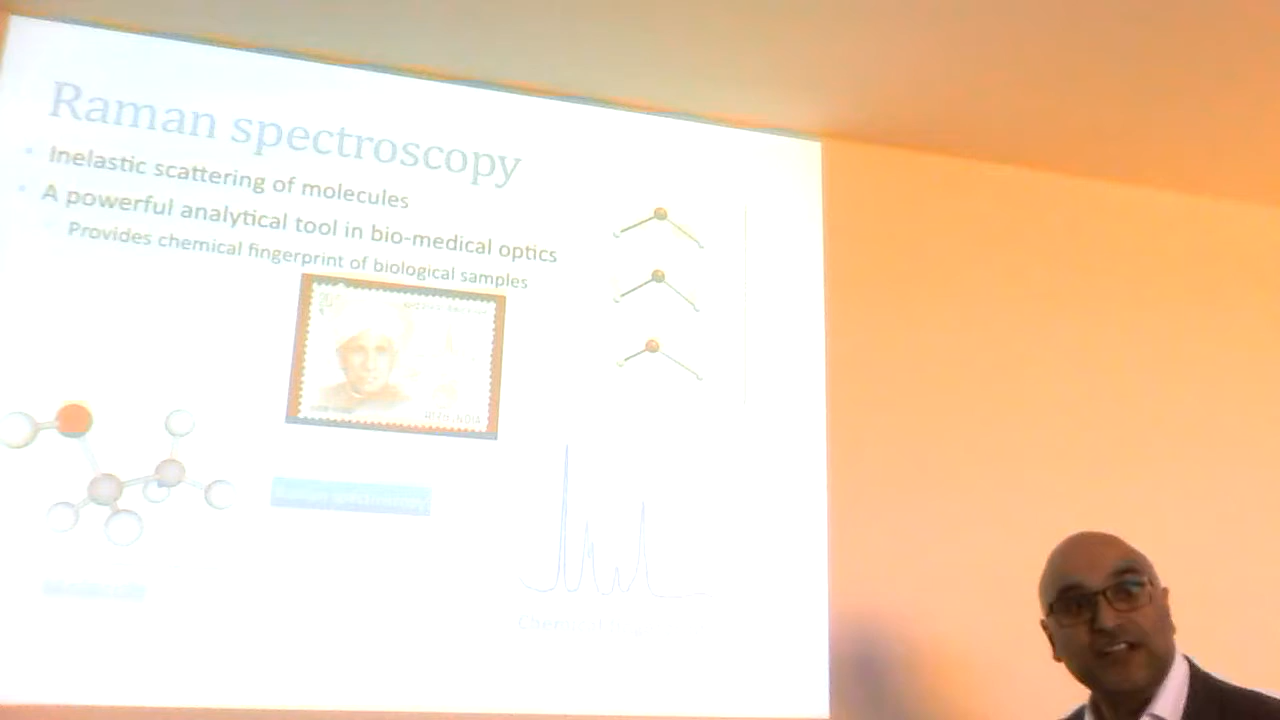 Raman spectroscopy
Inelastic scattering of molecules
A powerful analytical tool in bio-medical optics
Provides chemical fingerprint of biological samples
INDIA